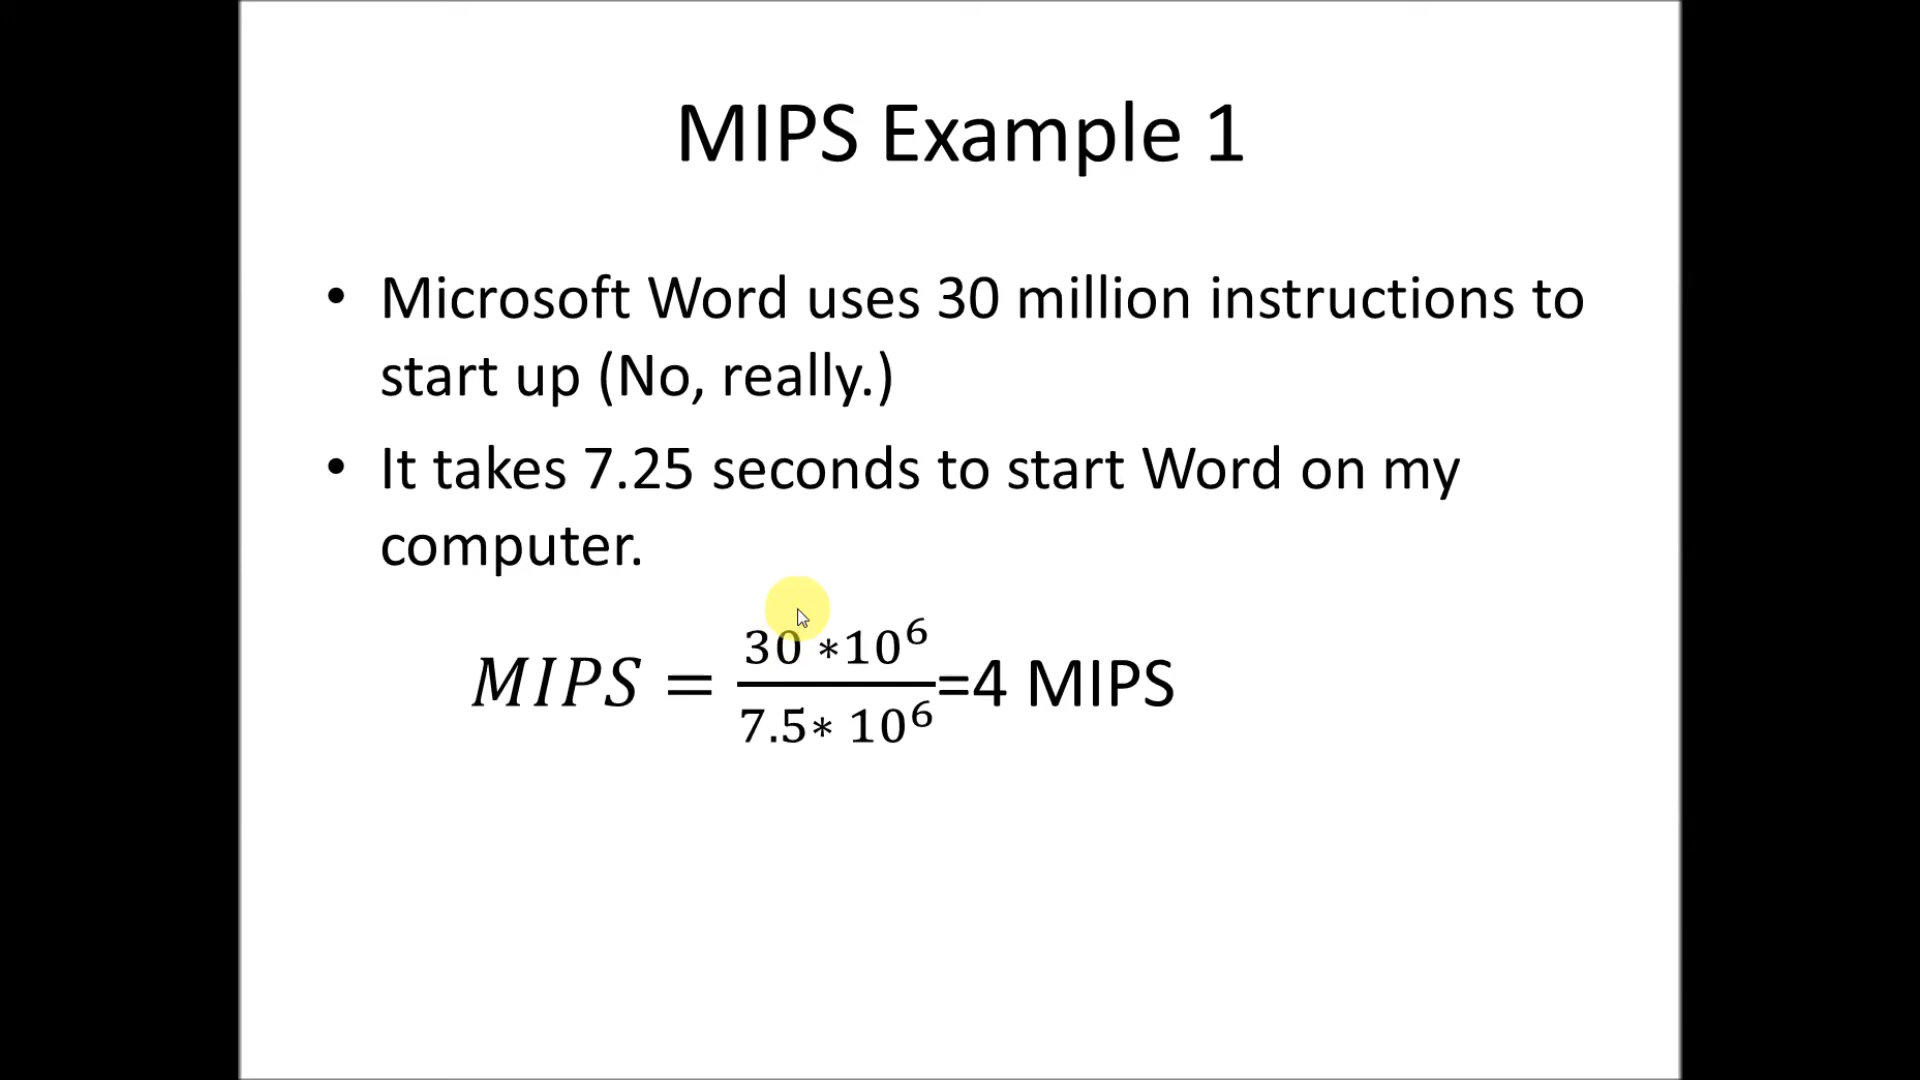 MIPS Example 1
• Microsoft Word uses 30 million instructions to
start up (No, really.)
• It takes 7.25 seconds to start Word on my
computer.
MIPS = \frac{30 *10^6}{7.5* 10^6}=4 MIPS